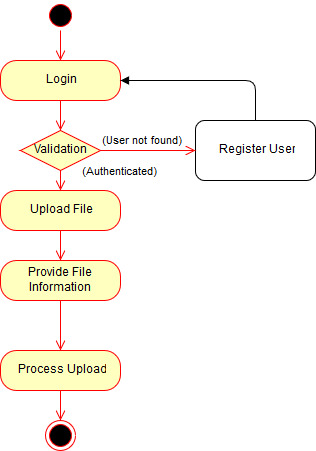 Login
Validation
(User not found)
Register User
(Authenticated)
Upload File
Provide File
Information
Process Upload